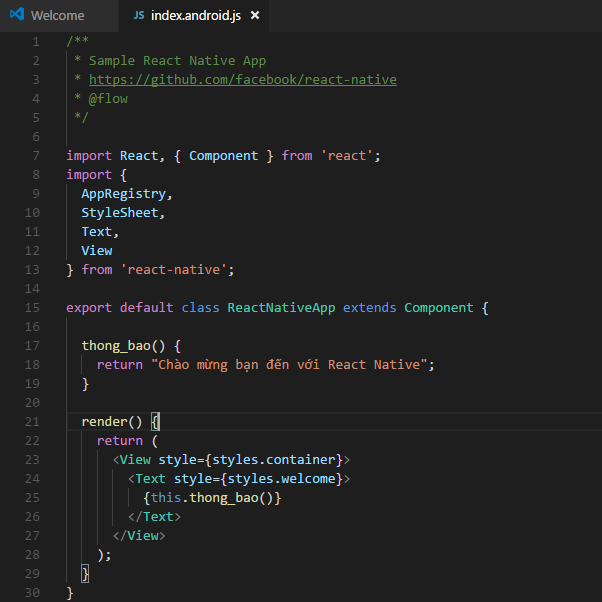 Welcome
JS index.android.js ×
1 /**
2  * Sample React Native App
3  * https://github.com/facebook/react-native
4  * @flow
5  */
6
7 import React, { Component } from 'react';
8 import {
9   AppRegistry,
10   StyleSheet,
11   Text,
12   View
13 } from 'react-native';
14
15 export default class ReactNativeApp extends Component {
16
17   thong_bao() {
18     return "Chào mừng bạn đến với React Native";
19   }
20
21   render() {
22     return (
23       <View style={styles.container}>
24         <Text style={styles.welcome}>
25           {this.thong_bao()}
26         </Text>
27       </View>
28     );
29   }
30 }